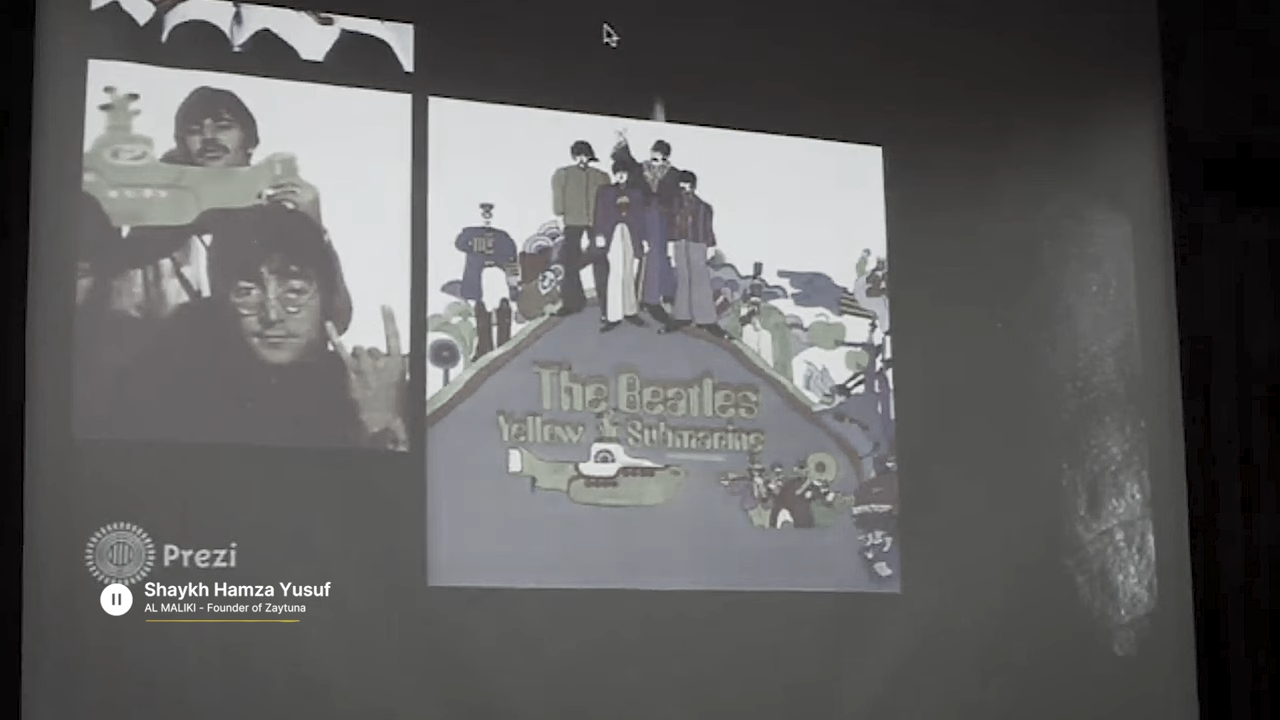 The Beatles
Yellow Submarine
Prezi
Shaykh Hamza Yusuf
AL MALIKI - Founder of Zaytuna